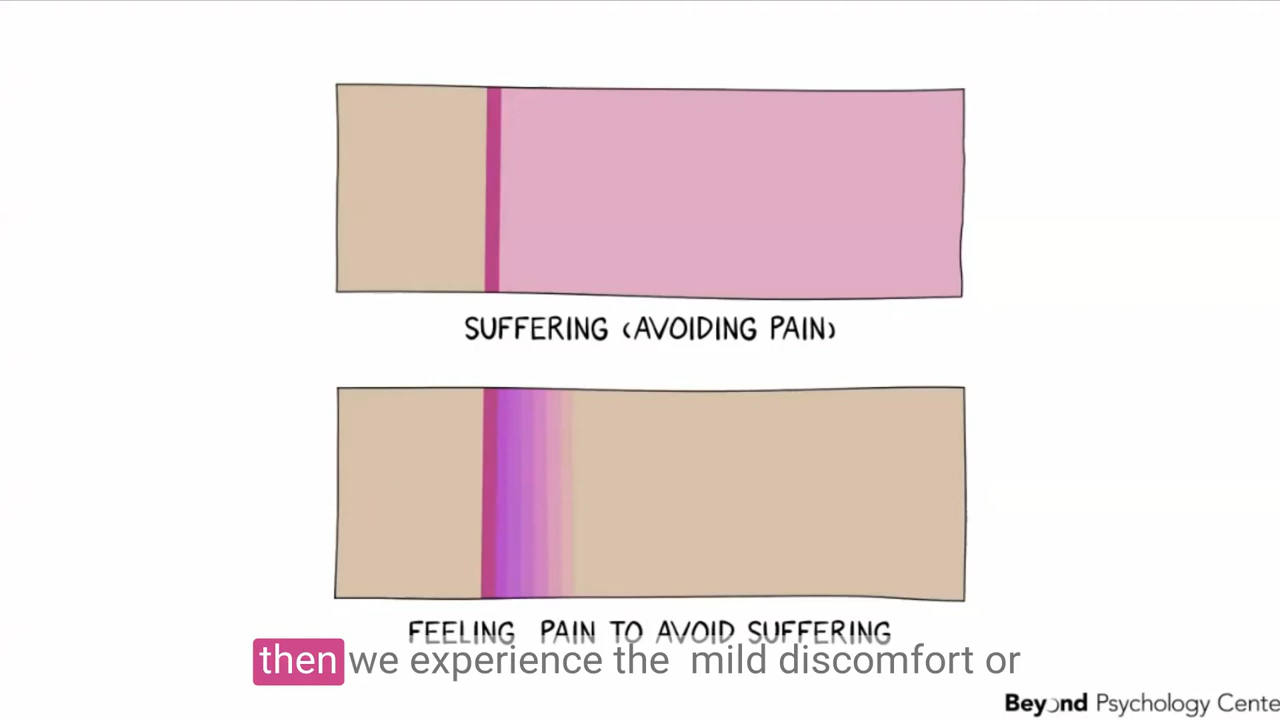 SUFFERING (AVOIDING PAIN)
FEELING PAIN TO AVOID SUFFERING
then we experience the mild discomfort or
Beyond Psychology Cente